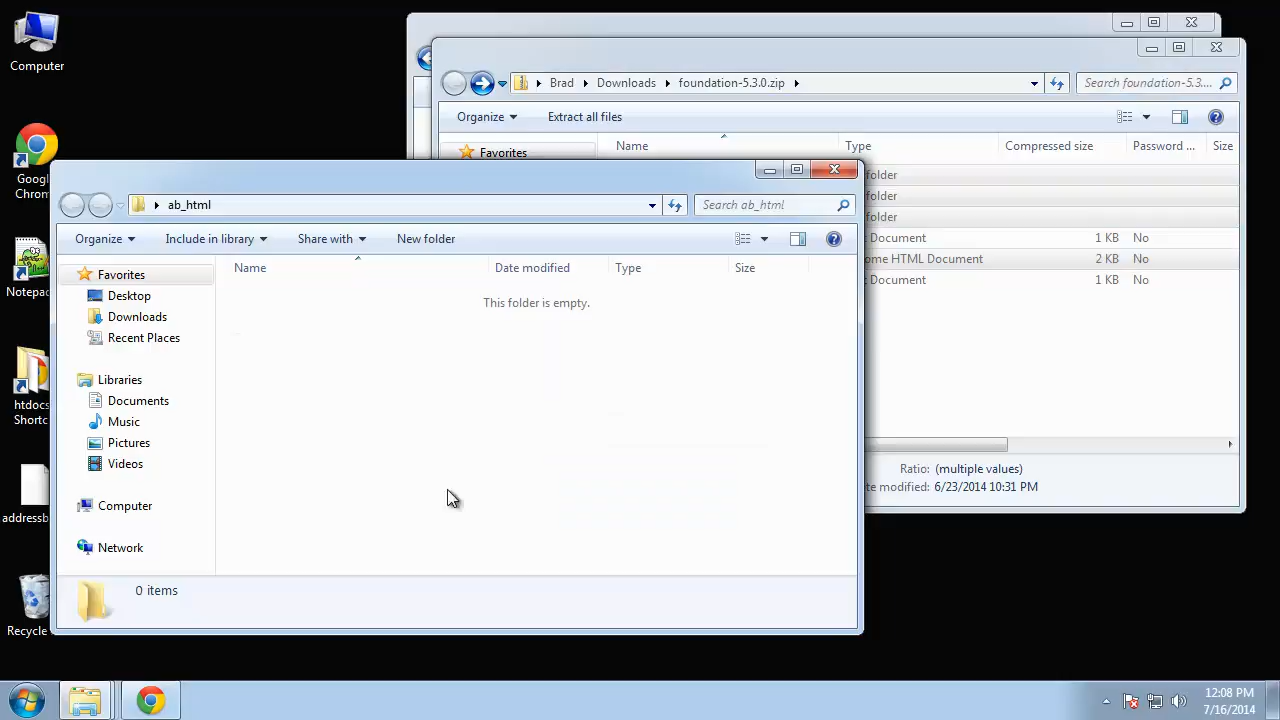 Computer
Google
Chrom
Notepad
htdocs
Shortc
addressb
Recycle
Brad
Downloads
foundation-5.3.0.zip
Search foundation-5.3....
Organize
Extract all files
Favorites
Name
Type
Compressed size
Password ...
Size
folder
folder
folder
Document
1 KB
No
ome HTML Document
2 KB
No
Document
1 KB
No
Ratio: (multiple values)
te modified: 6/23/2014 10:31 PM
ab_html
Search ab_html
Organize
Include in library
Share with
New folder
Name
Date modified
Type
Size
This folder is empty.
Favorites
Desktop
Downloads
Recent Places
Libraries
Documents
Music
Pictures
Videos
Computer
Network
0 items
12:08 PM
7/16/2014